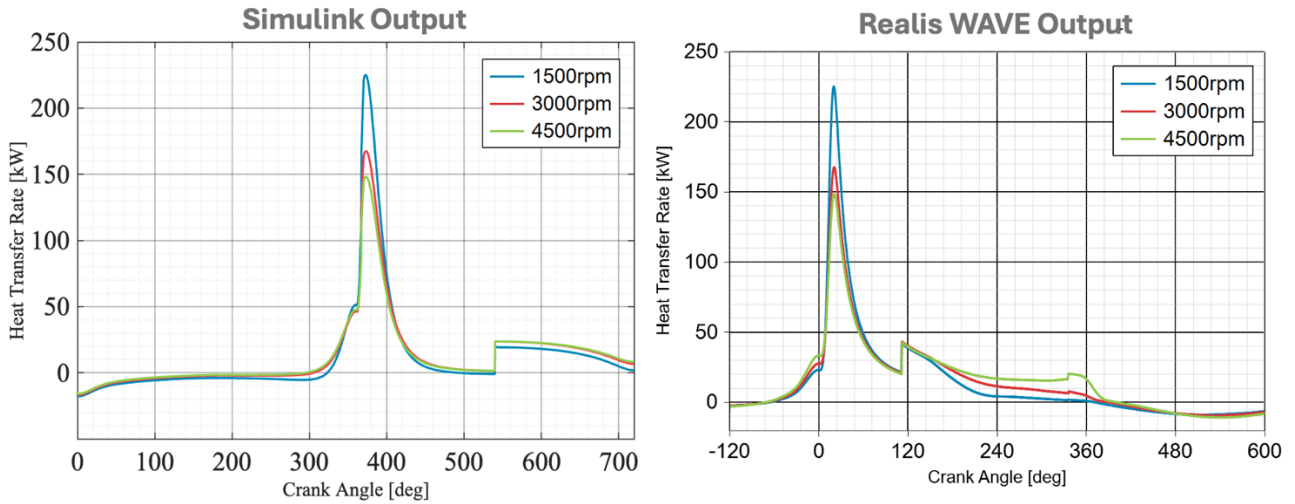 Simulink Output
250
200
150
100
50
0
Heat Transfer Rate [kW]
1500rpm
3000rpm
4500rpm
0 100 200 300 400 500 600 700
Crank Angle [deg]
Realis WAVE Output
250
200
150
100
50
0
Heat Transfer Rate [kW]
1500rpm
3000rpm
4500rpm
-120 0 120 240 360 480 600
Crank Angle [deg]